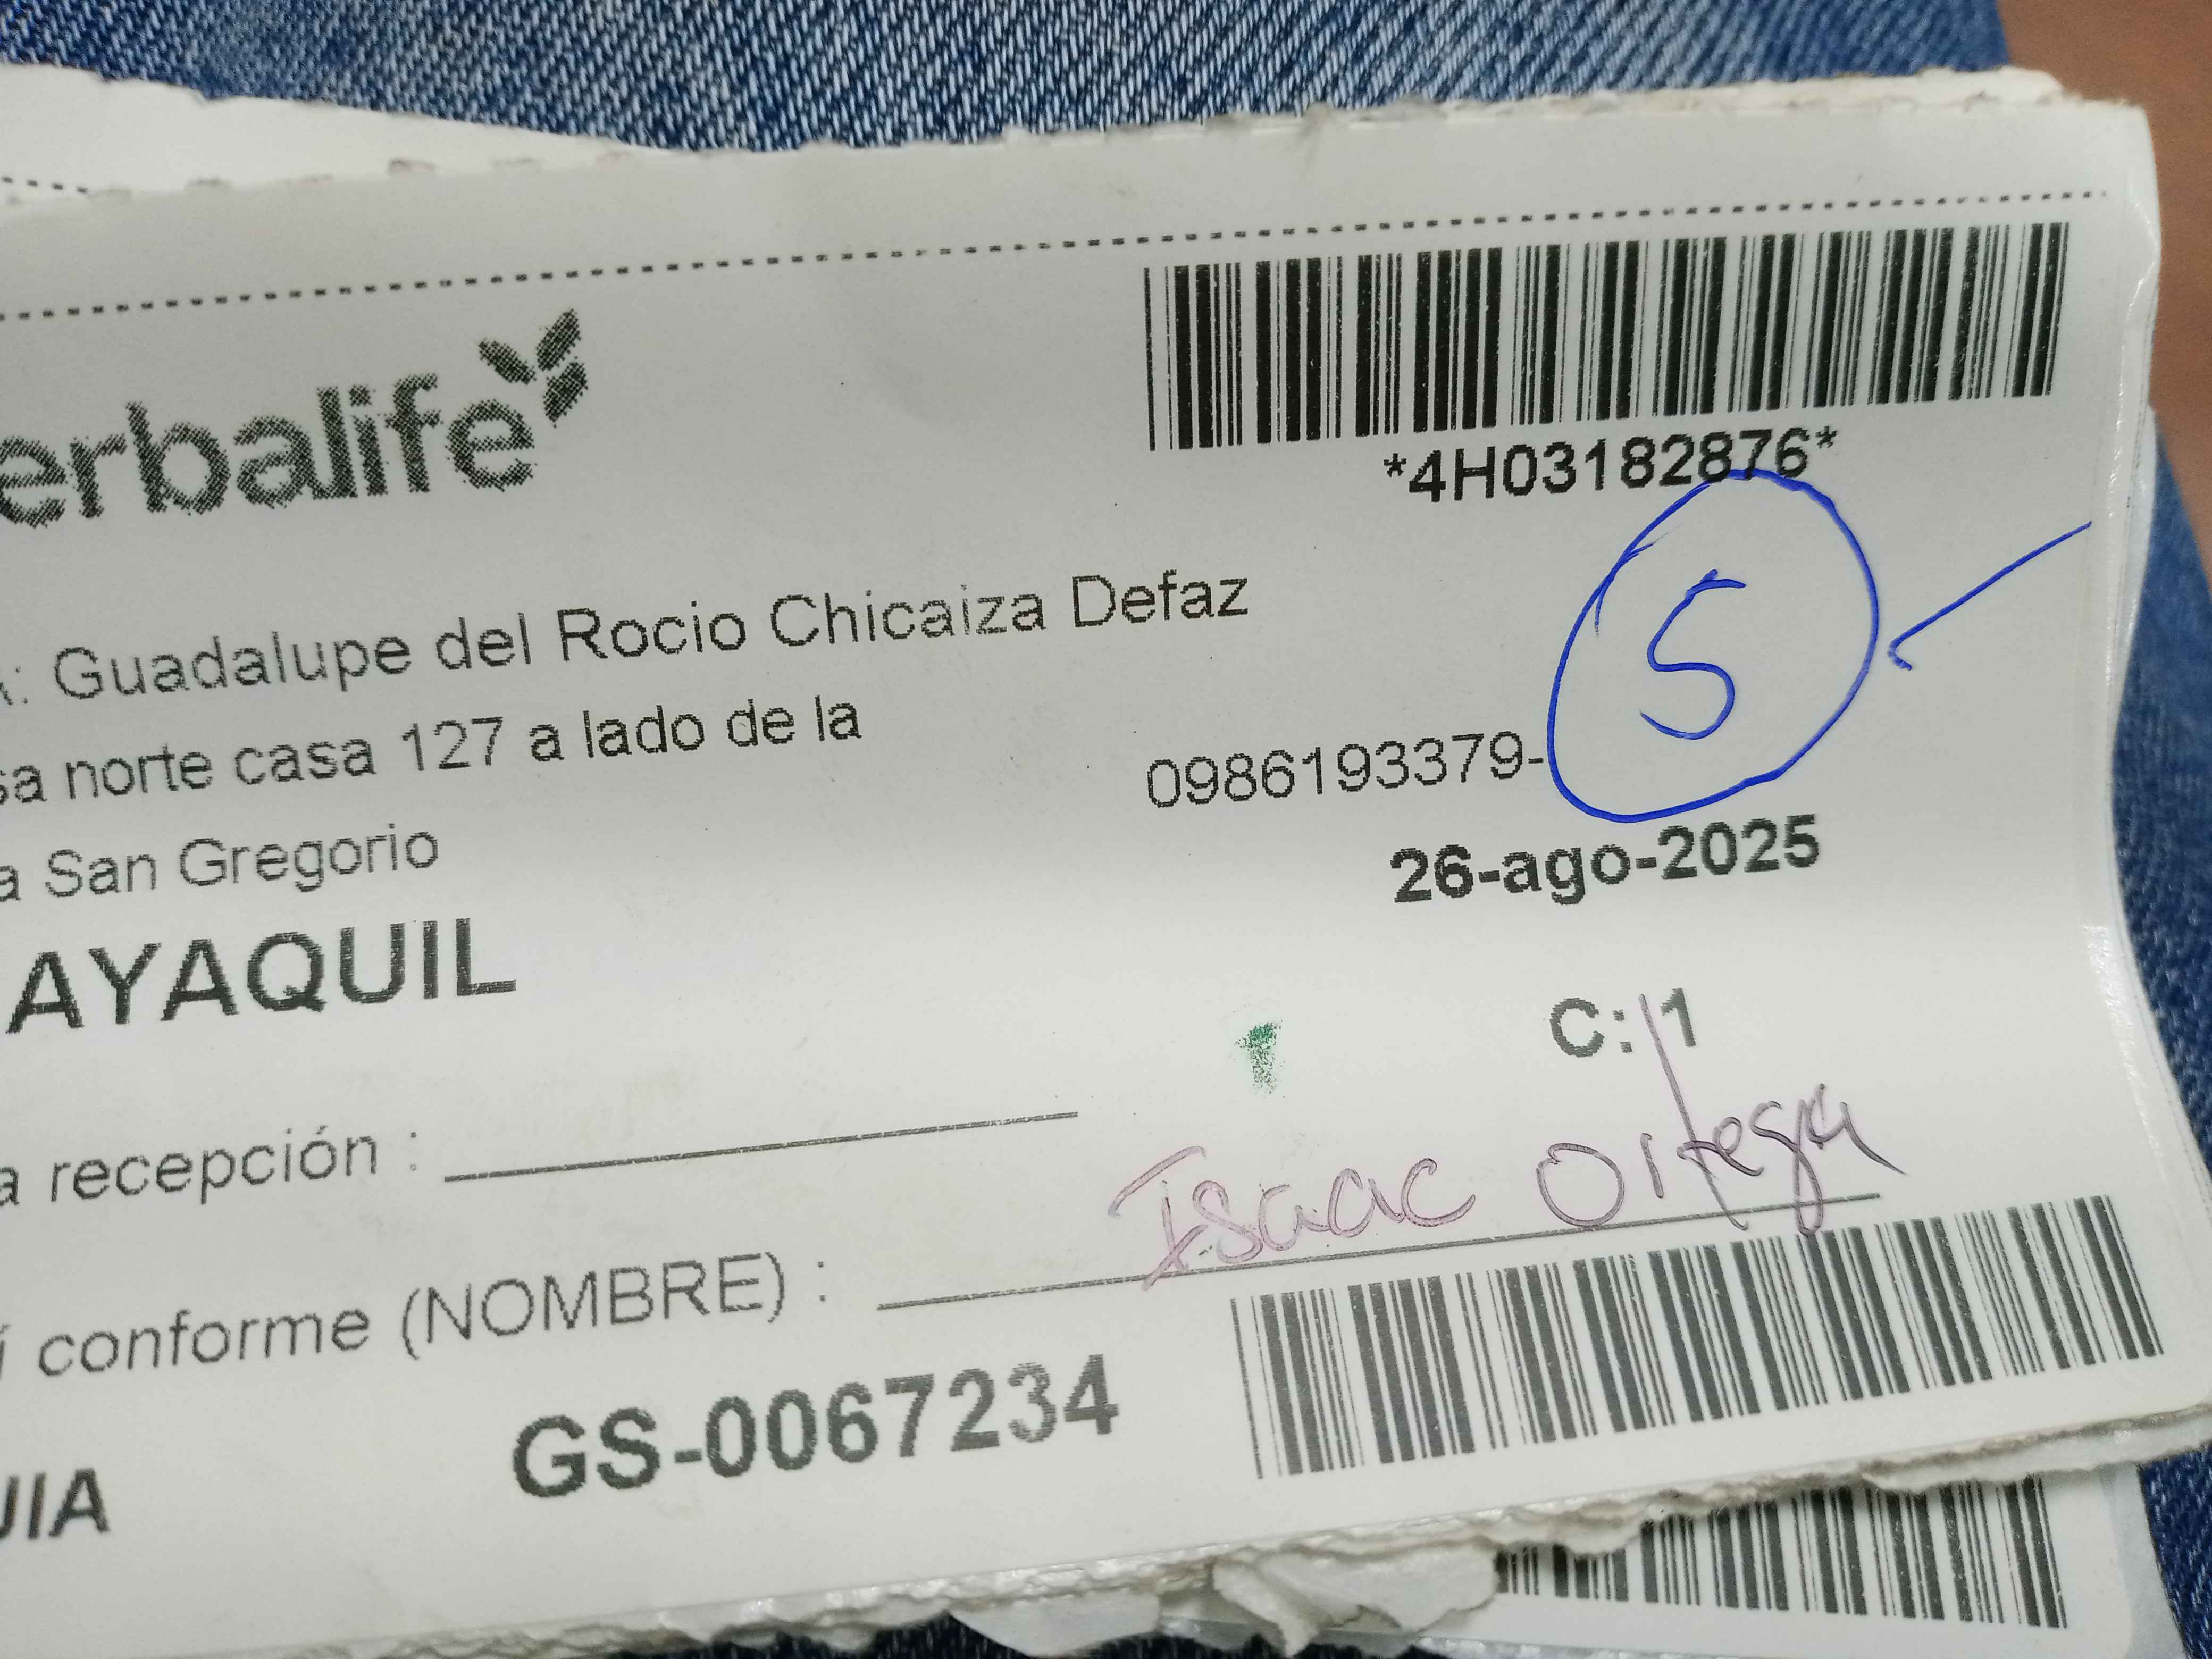 erbalife
*4H03182876*
5
A: Guadalupe del Rocio Chicaiza Defaz
sa norte casa 127 a lado de la
0986193379-
a San Gregorio
26-ago-2025
AYAQUIL
C: 1
a recepción :
Isaac Ortega
í conforme (NOMBRE) :
GS-0067234
UIA